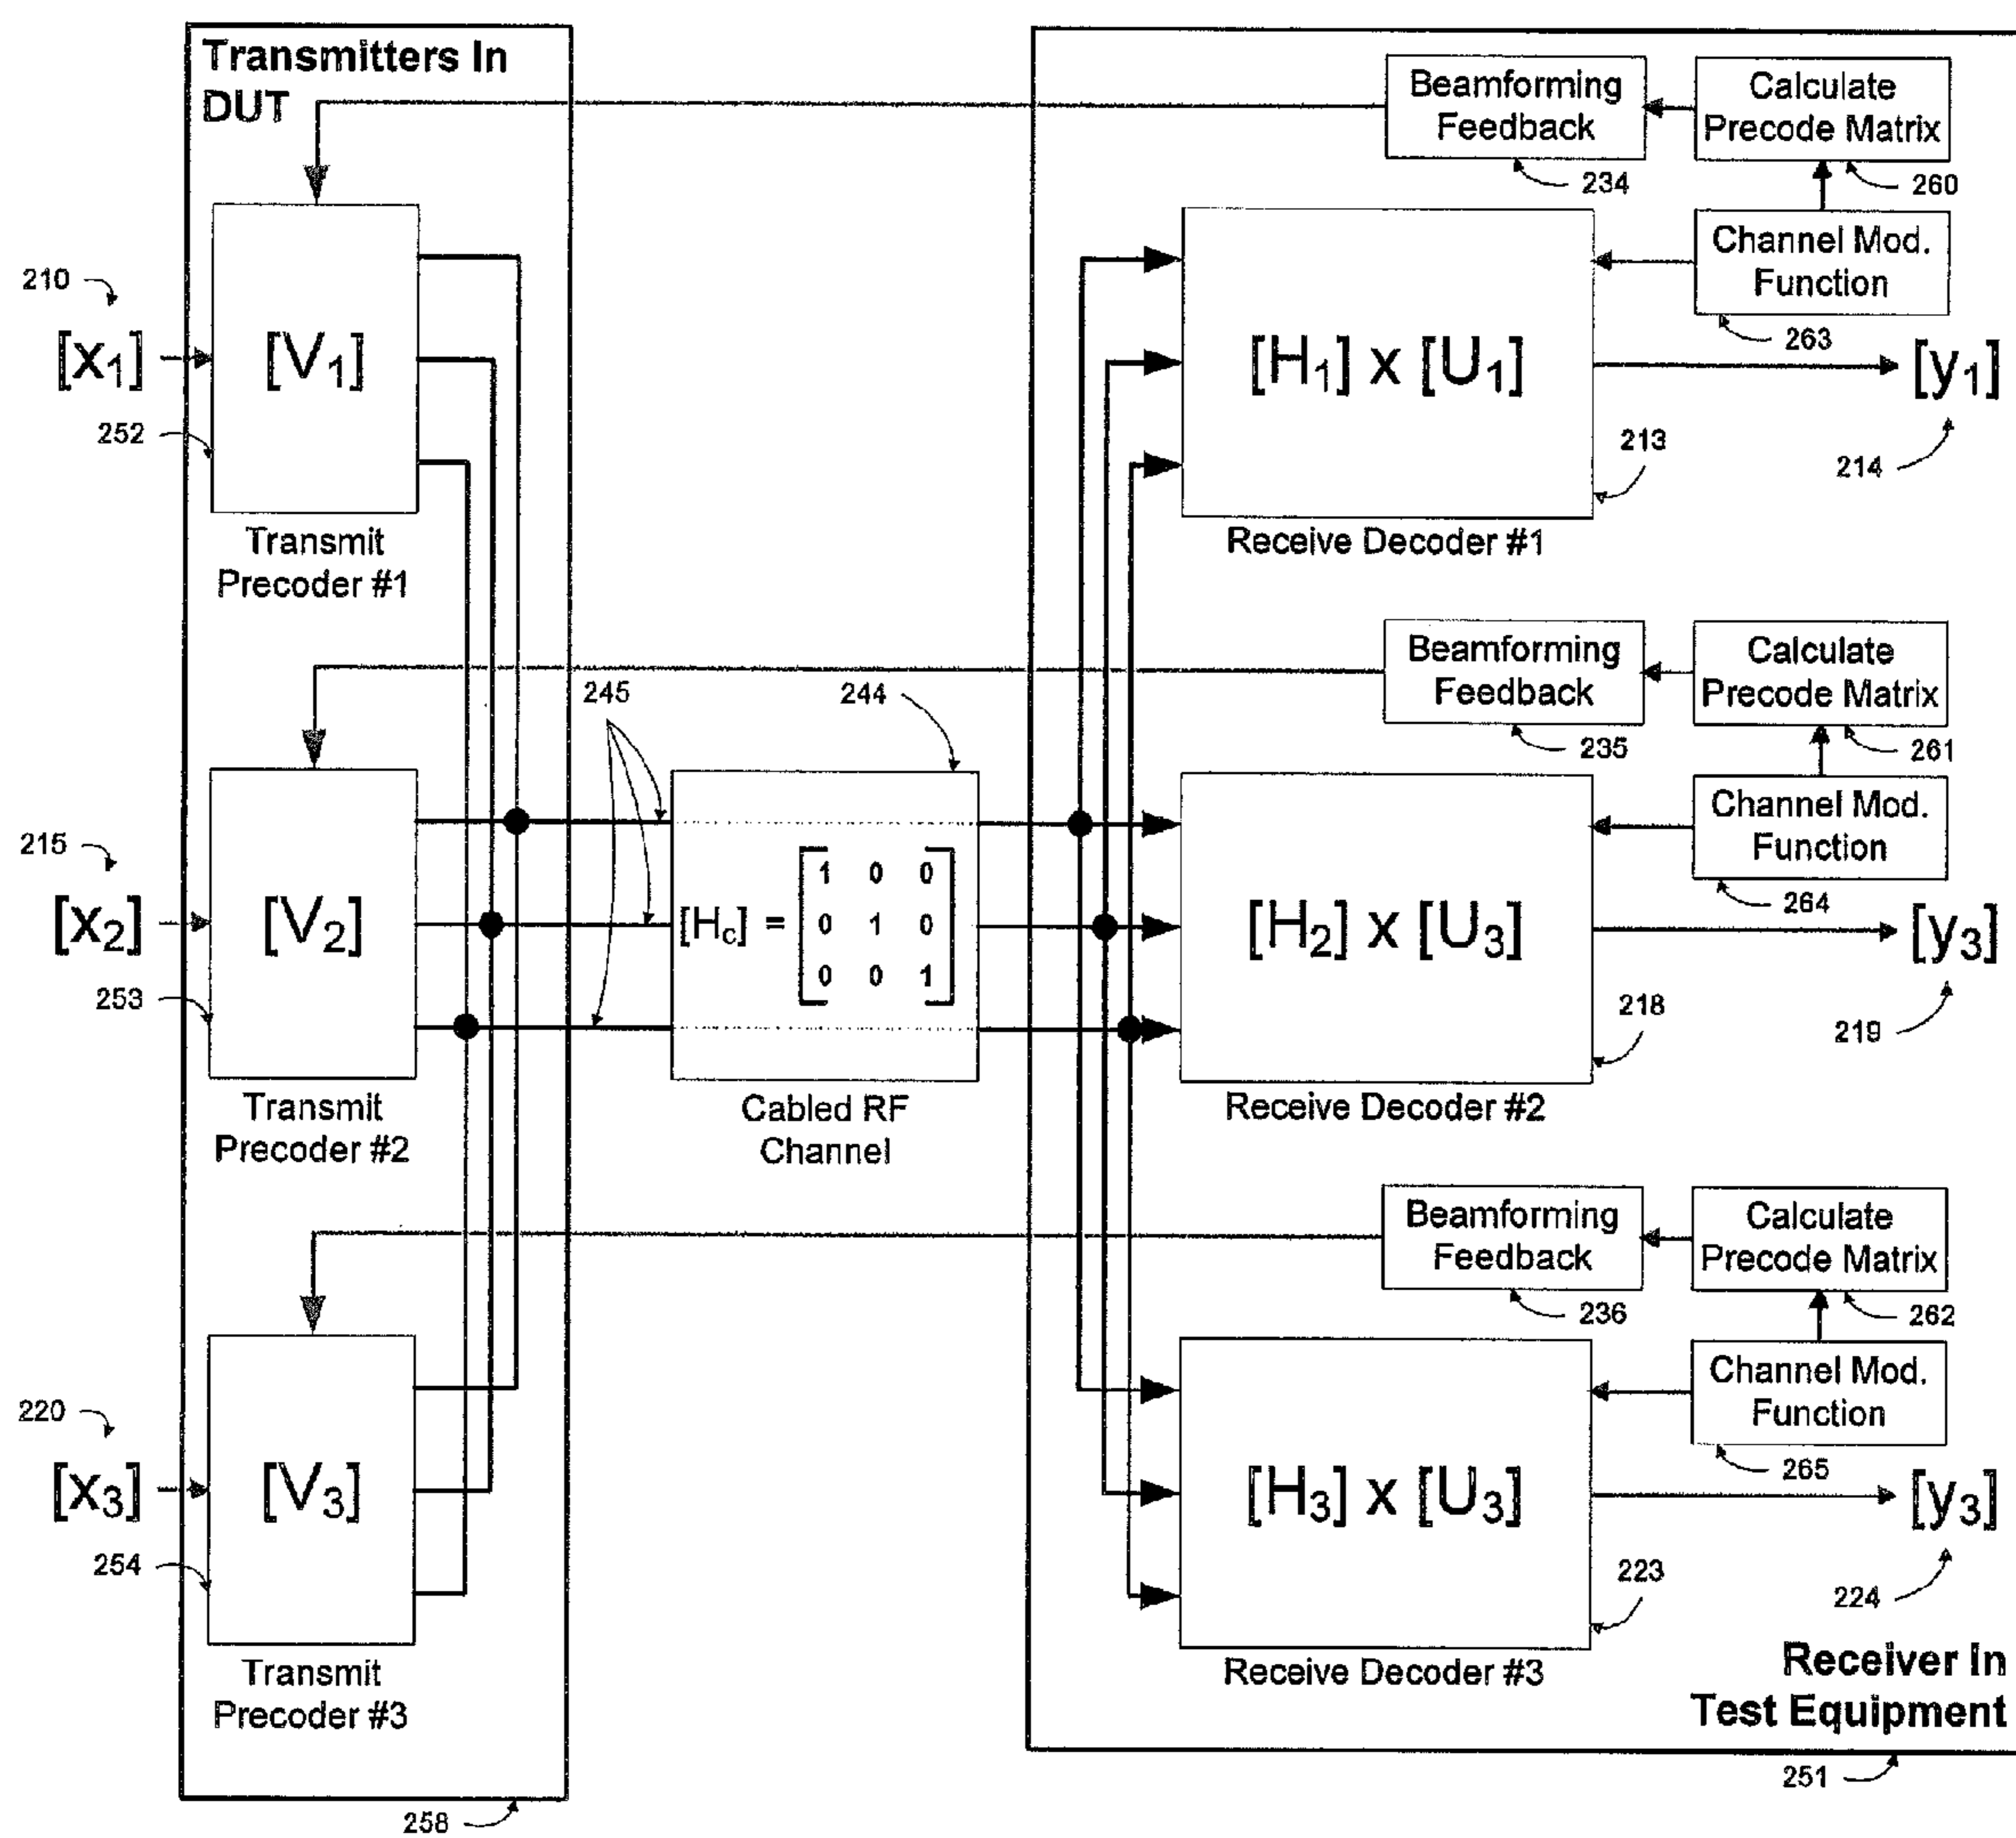 Transmitters In
DUT
Beamforming
Feedback
Calculate
Precode Matrix
234
260
210
[V₁]
[H₁] x [U₁]
Channel Mod.
Function
263
[x₁]
[y₁]
252
213
214
Transmit
Precoder #1
Receive Decoder #1
Beamforming
Feedback
Calculate
Precode Matrix
245
244
235
261
215
[V₂]
[Hc] =
1 0 0
0 1 0
0 0 1
[H₂] x [U₃]
Channel Mod.
Function
264
[x₂]
[y₃]
253
218
219
Transmit
Precoder #2
Cabled RF
Channel
Receive Decoder #2
Beamforming
Feedback
Calculate
Precode Matrix
236
262
220
[V₃]
[H₃] x [U₃]
Channel Mod.
Function
265
[x₃]
[y₃]
254
223
224
Transmit
Precoder #3
Receive Decoder #3
Receiver In
Test Equipment
251
258